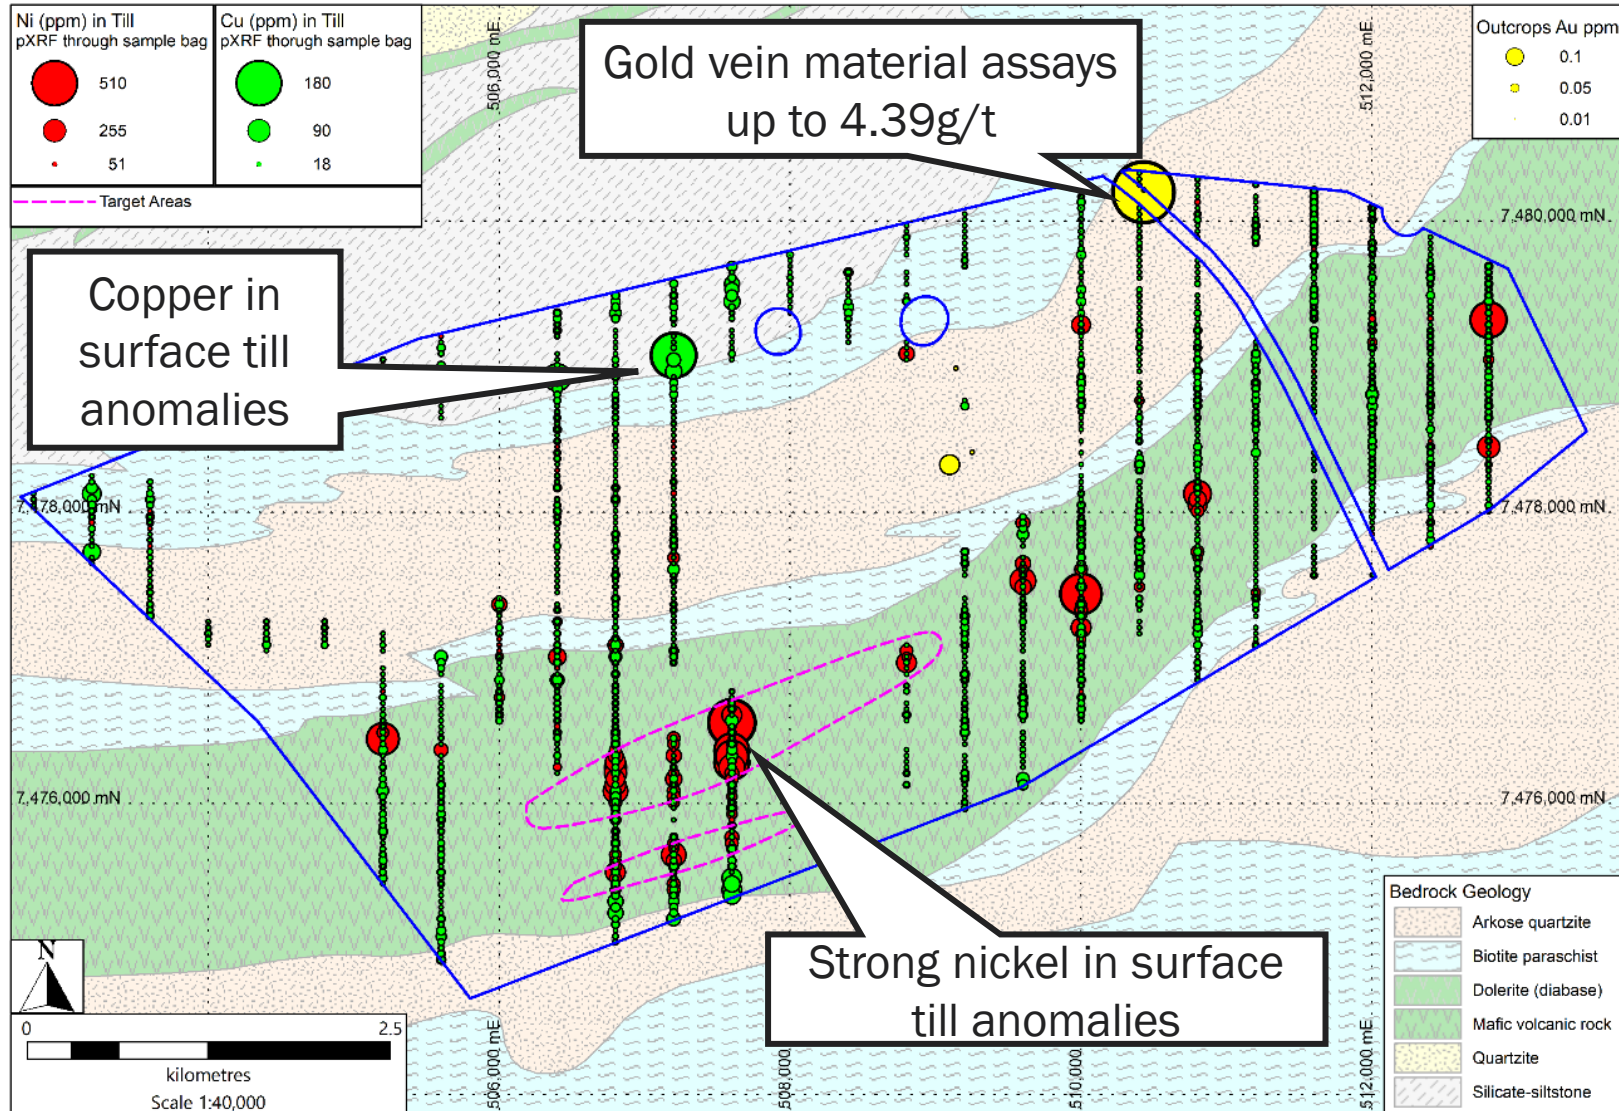 Ni (ppm) in Till
pXRF through sample bag
510
255
51
Cu (ppm) in Till
pXRF thorugh sample bag
180
90
18
Target Areas
Outcrops Au ppm
0.1
0.05
0.01
506,000 mE
512,000 mE
Gold vein material assays
up to 4.39g/t
7,480,000 mN
Copper in
surface till
anomalies
7,478,000 mN
7,478,000 mN
7,476,000 mN
7,476,000 mN
Strong nickel in surface
till anomalies
N
0
2.5
kilometres
Scale 1:40,000
506,000 mE
508,000 mE
510,000 mE
512,000 mE
Bedrock Geology
Arkose quartzite
Biotite paraschist
Dolerite (diabase)
Mafic volcanic rock
Quartzite
Silicate-siltstone